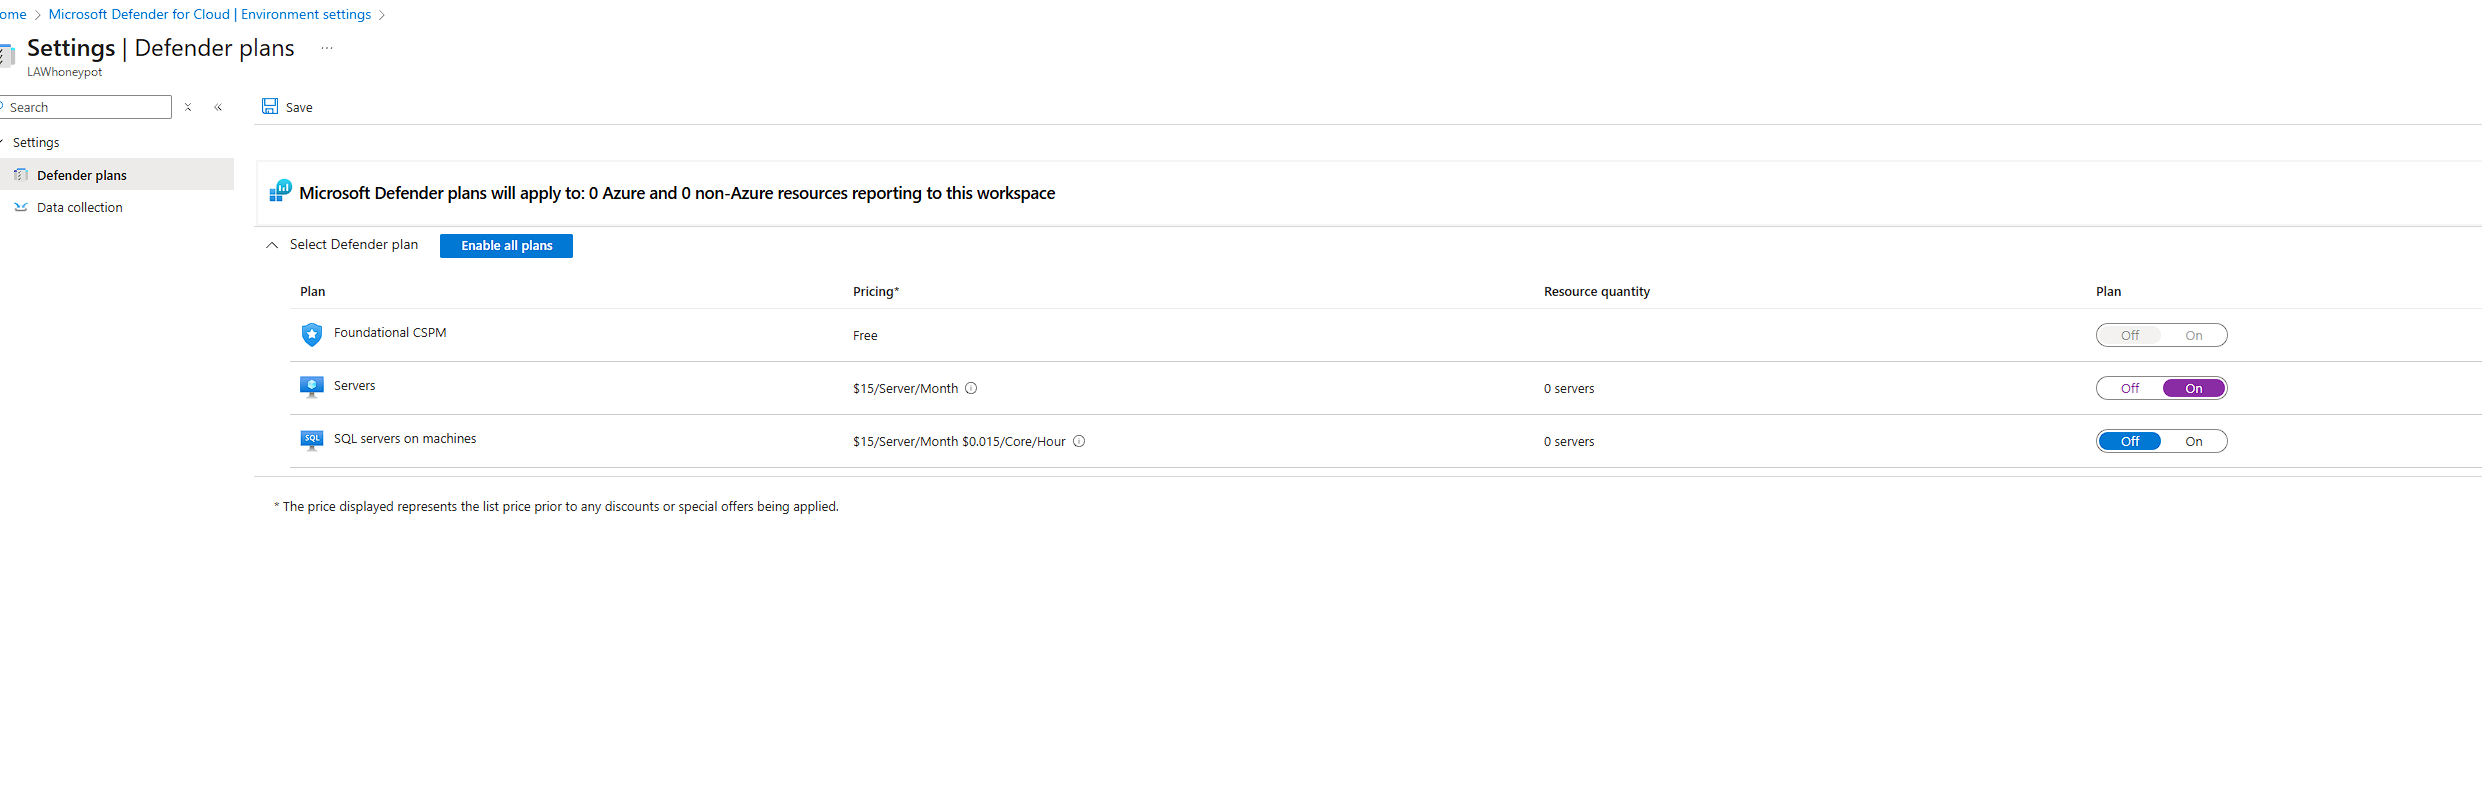 ome > Microsoft Defender for Cloud | Environment settings >
Settings | Defender plans ...
LAWhoneypot
Search
Save
Settings
Defender plans
Data collection
Microsoft Defender plans will apply to: 0 Azure and 0 non-Azure resources reporting to this workspace
Select Defender plan Enable all plans
Plan Pricing* Resource quantity Plan
Foundational CSPM Free Off On
Servers $15/Server/Month 0 servers Off On
SQL SQL servers on machines $15/Server/Month $0.015/Core/Hour 0 servers Off On
* The price displayed represents the list price prior to any discounts or special offers being applied.